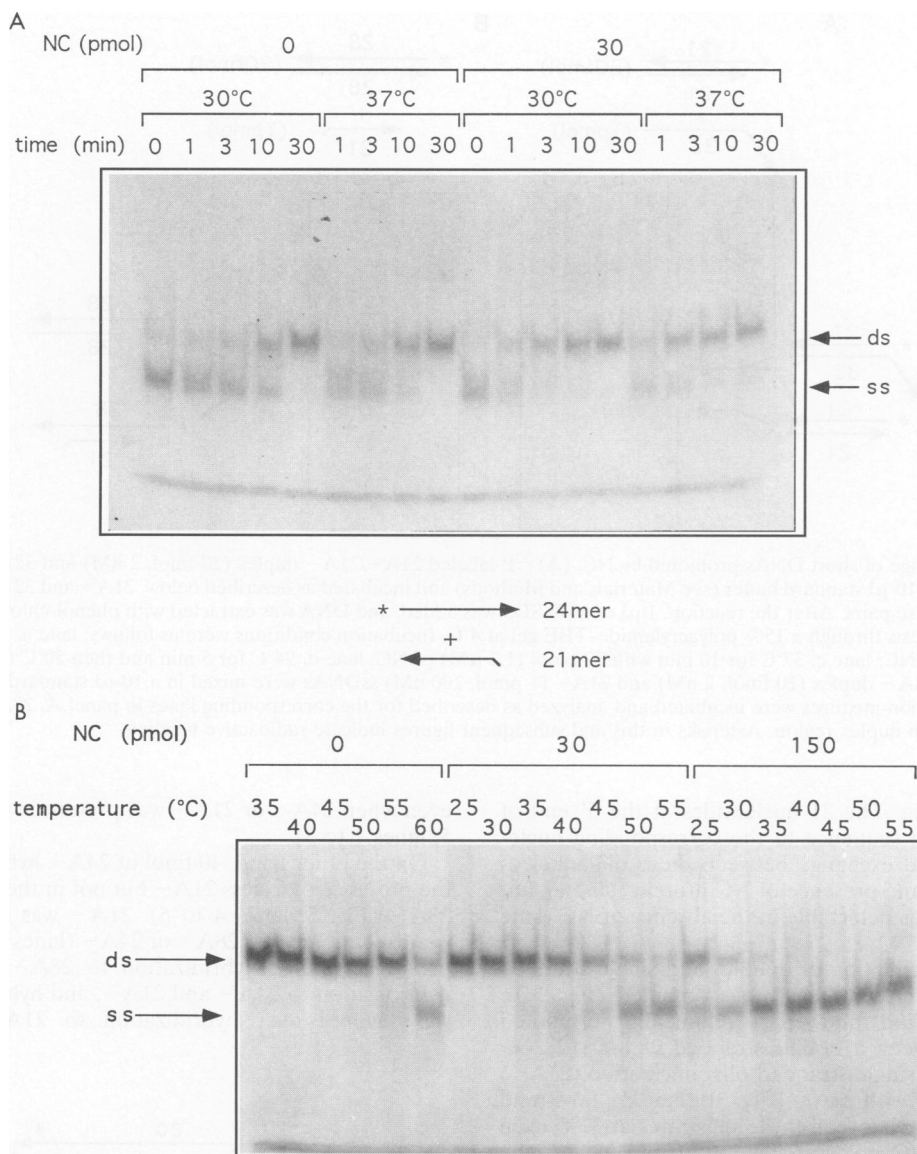 A
NC (pmol) 0 30
30°C 37°C 30°C 37°C
time (min) 0 1 3 10 30 1 3 10 30 0 1 3 10 30 1 3 10 30
ds
ss
* 24mer
+
21mer
B
NC (pmol) 0 30 150
temperature (°C) 35 45 55 25 35 45 55 30 40 50
40 50 60 30 40 50 25 35 45 55
ds
ss